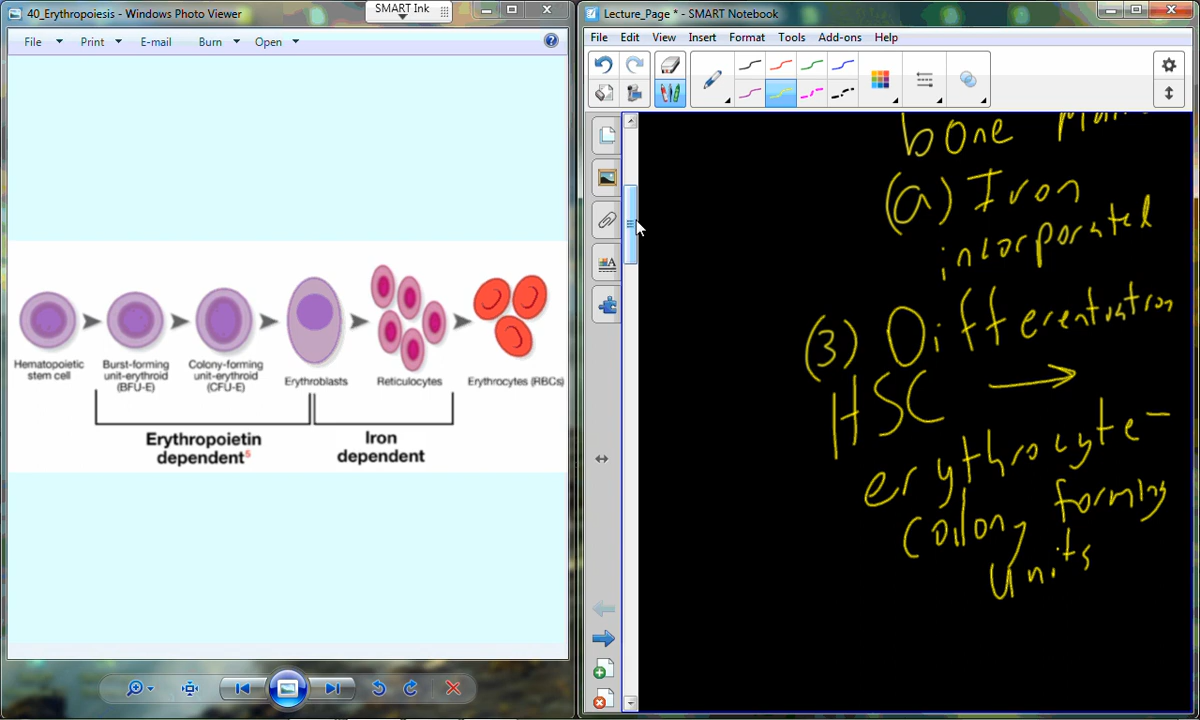 40_Erythropoiesis - Windows Photo Viewer
SMART Ink
File Print E-mail Burn Open
Hematopoietic
stem cell
Burst-forming
unit-erythroid
(BFU-E)
Colony-forming
unit-erythroid
(CFU-E)
Erythroblasts
Reticulocytes
Erythrocytes (RBCs)
Erythropoietin
dependent5
Iron
dependent
Lecture_Page * - SMART Notebook
File Edit View Insert Format Tools Add-ons Help
bone
(a) Iron
incorporated
(3) Differentiation
HSC →
erythrocyte-
colony forming
units